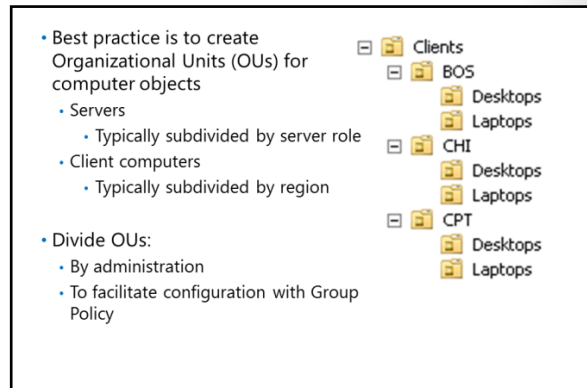 • Best practice is to create
Organizational Units (OUs) for
computer objects
• Servers
• Typically subdivided by server role
• Client computers
• Typically subdivided by region
• Divide OUs:
• By administration
• To facilitate configuration with Group
Policy
Clients
BOS
Desktops
Laptops
CHI
Desktops
Laptops
CPT
Desktops
Laptops